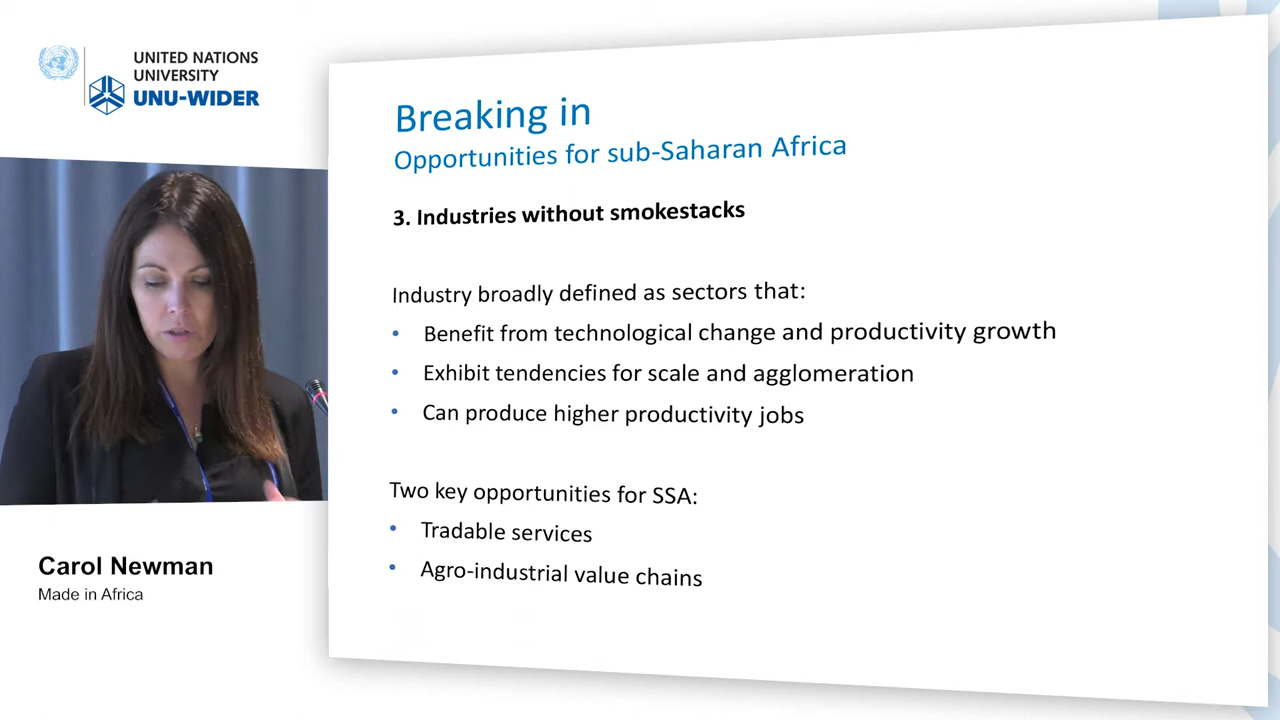 UNITED NATIONS
UNIVERSITY
UNU-WIDER
Breaking in
Opportunities for sub-Saharan Africa
3. Industries without smokestacks
Industry broadly defined as sectors that:
• Benefit from technological change and productivity growth
• Exhibit tendencies for scale and agglomeration
• Can produce higher productivity jobs
Two key opportunities for SSA:
• Tradable services
• Agro-industrial value chains
Carol Newman
Made in Africa